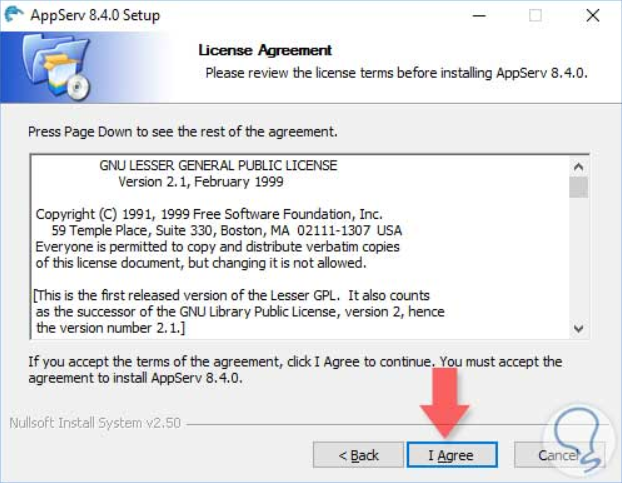 AppServ 8.4.0 Setup
License Agreement
Please review the license terms before installing AppServ 8.4.0.
Press Page Down to see the rest of the agreement.
GNU LESSER GENERAL PUBLIC LICENSE
Version 2.1, February 1999
Copyright (C) 1991, 1999 Free Software Foundation, Inc.
59 Temple Place, Suite 330, Boston, MA  02111-1307  USA
Everyone is permitted to copy and distribute verbatim copies
of this license document, but changing it is not allowed.
[This is the first released version of the Lesser GPL.  It also counts
as the successor of the GNU Library Public License, version 2, hence
the version number 2.1.]
If you accept the terms of the agreement, click I Agree to continue. You must accept the
agreement to install AppServ 8.4.0.
Nullsoft Install System v2.50
< Back
I Agree
Cancel